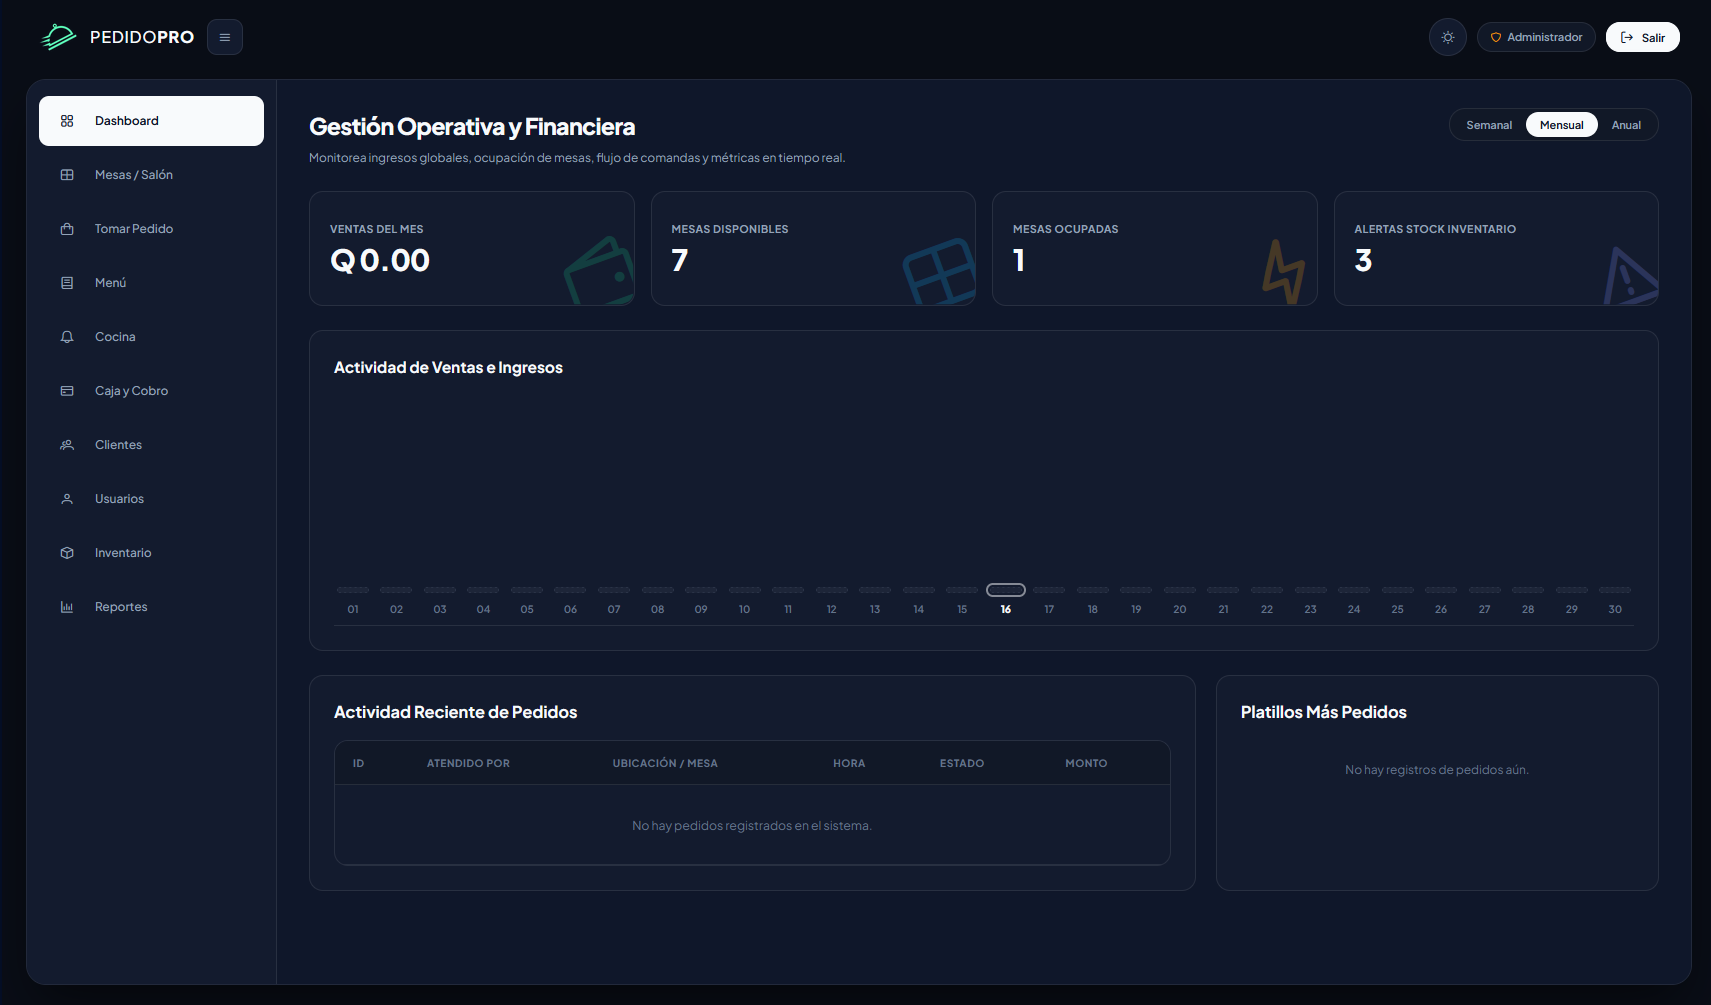 PEDIDOPRO
Administrador
Salir
Dashboard
Mesas / Salón
Tomar Pedido
Menú
Cocina
Caja y Cobro
Clientes
Usuarios
Inventario
Reportes
Gestión Operativa y Financiera
Monitorea ingresos globales, ocupación de mesas, flujo de comandas y métricas en tiempo real.
Semanal Mensual Anual
VENTAS DEL MES
Q 0.00
MESAS DISPONIBLES
7
MESAS OCUPADAS
1
ALERTAS STOCK INVENTARIO
3
Actividad de Ventas e Ingresos
01 02 03 04 05 06 07 08 09 10 11 12 13 14 15 16 17 18 19 20 21 22 23 24 25 26 27 28 29 30
Actividad Reciente de Pedidos
ID ATENDIDO POR UBICACIÓN / MESA HORA ESTADO MONTO
No hay pedidos registrados en el sistema.
Platillos Más Pedidos
No hay registros de pedidos aún.